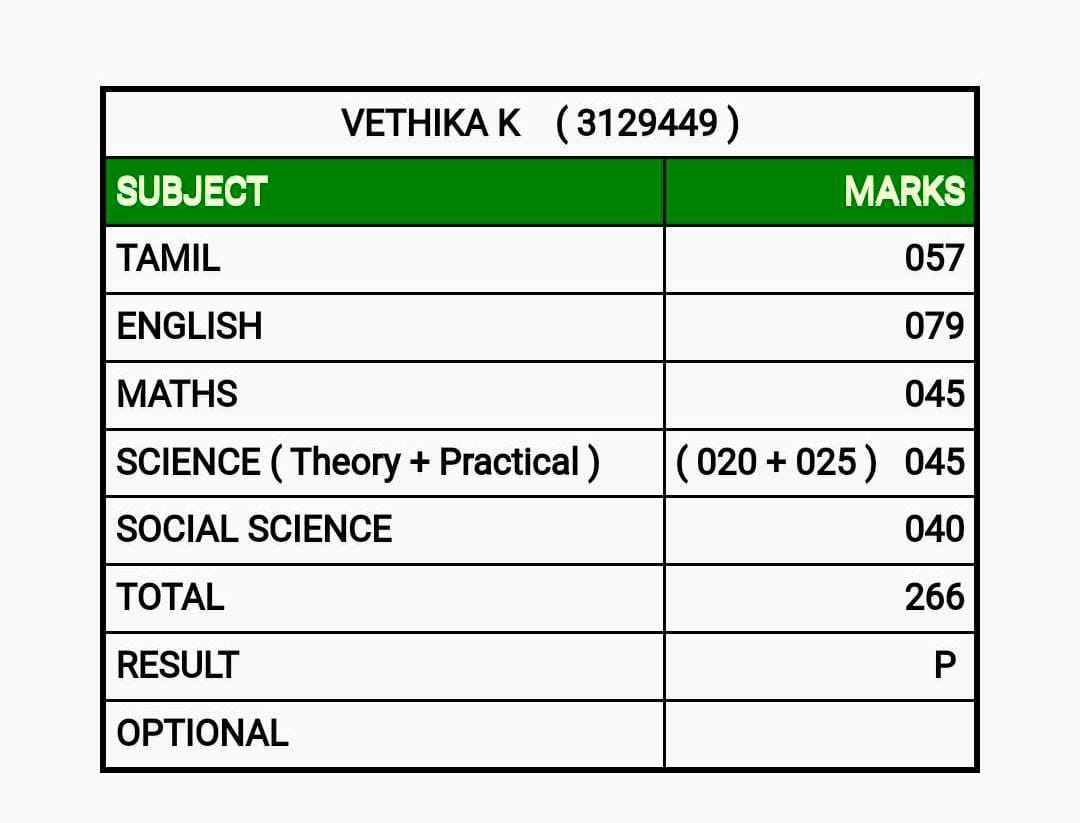 VETHIKA K ( 3129449 )
SUBJECT MARKS
TAMIL 057
ENGLISH 079
MATHS 045
SCIENCE ( Theory + Practical ) ( 020 + 025 ) 045
SOCIAL SCIENCE 040
TOTAL 266
RESULT P
OPTIONAL